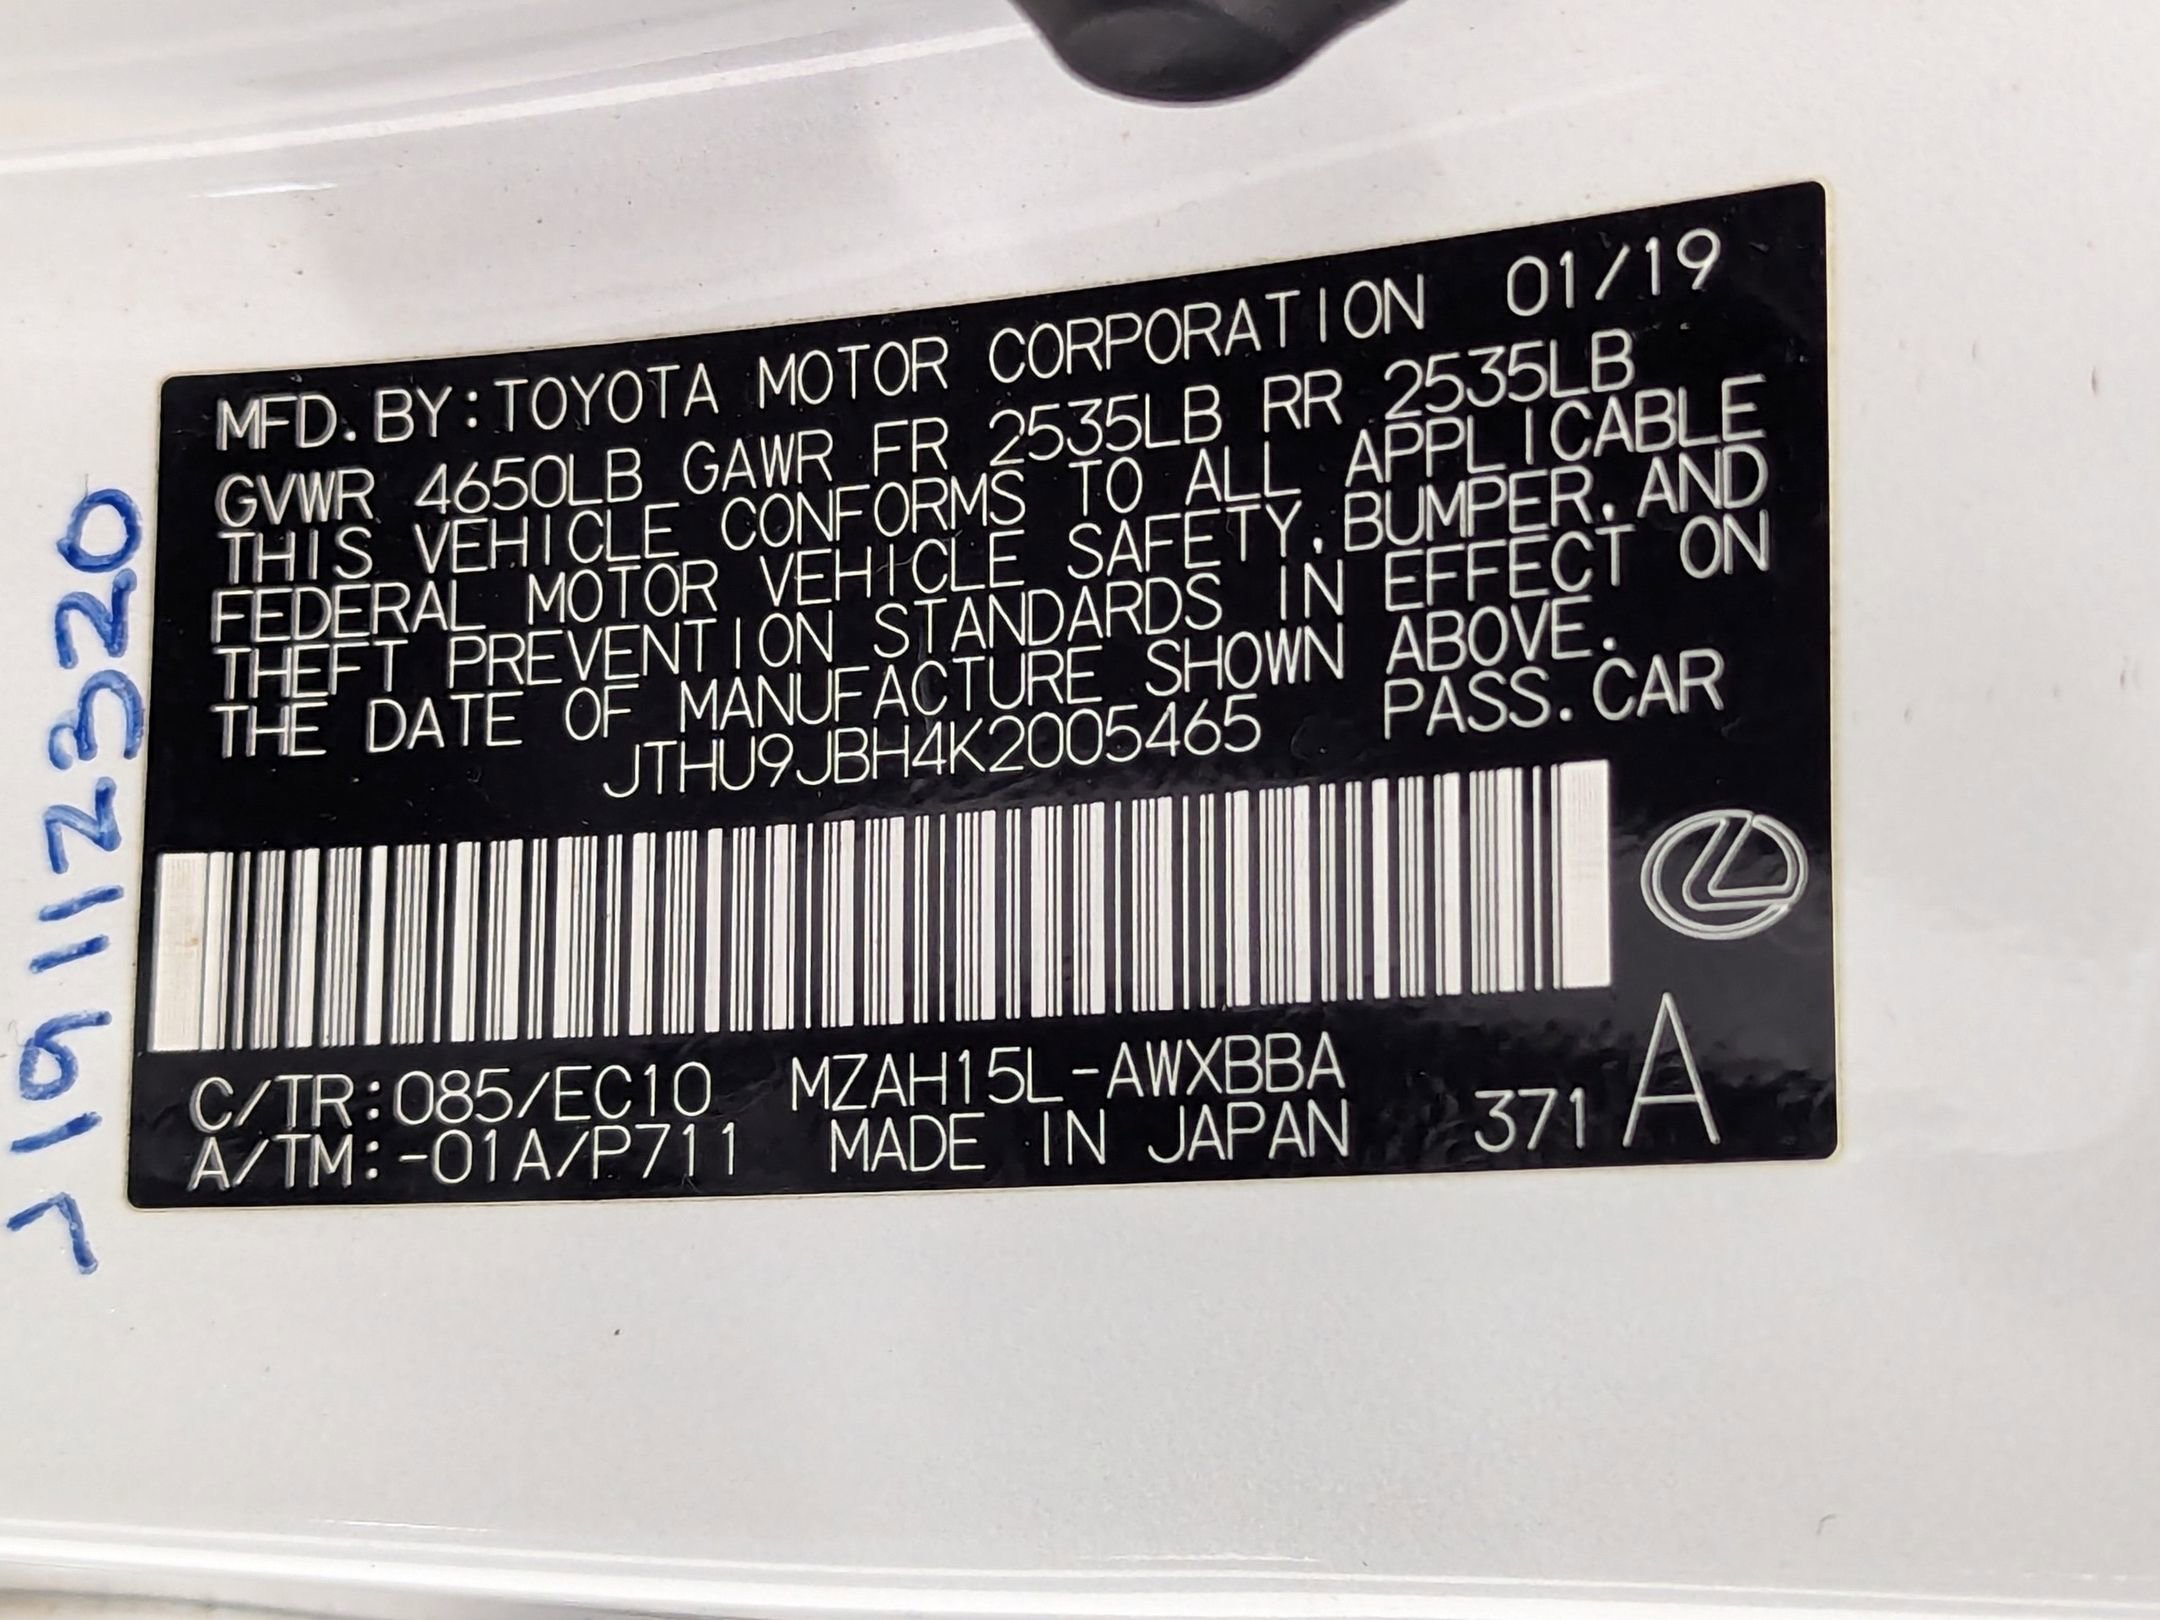 MFD.BY:TOYOTA MOTOR CORPORATION 01/19
GVWR 4650LB GAWR FR 2535LB RR 2535LB
THIS VEHICLE CONFORMS TO ALL APPLICABLE
FEDERAL MOTOR VEHICLE SAFETY,BUMPER,AND
THEFT PREVENTION STANDARDS IN EFFECT ON
THE DATE OF MANUFACTURE SHOWN ABOVE.
JTHU9JBH4K2005465 PASS.CAR
C/TR:085/EC10 MZAH15L-AWXBBA
A/TM:-01A/P711 MADE IN JAPAN 371 A
J19112320